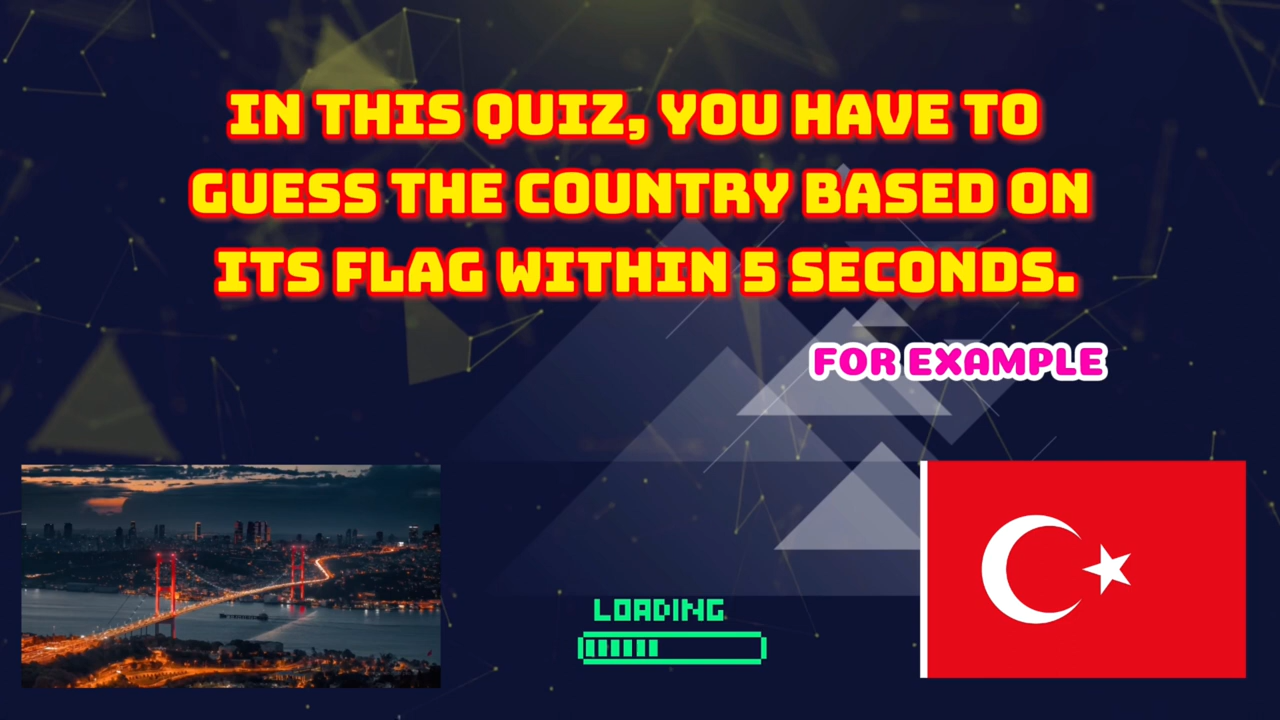 IN THIS QUIZ, YOU HAVE TO
GUESS THE COUNTRY BASED ON
ITS FLAG WITHIN 5 SECONDS.
FOR EXAMPLE
LOADING